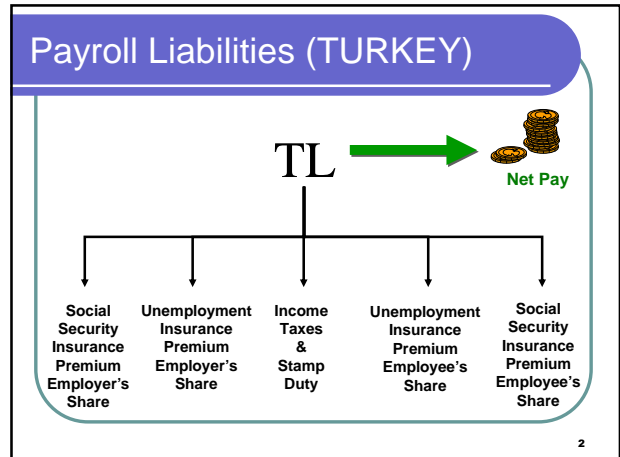 Payroll Liabilities (TURKEY)
TL
Net Pay
Social
Security
Insurance
Premium
Employer's
Share
Unemployment
Insurance
Premium
Employer's
Share
Income
Taxes
&
Stamp
Duty
Unemployment
Insurance
Premium
Employee's
Share
Social
Security
Insurance
Premium
Employee's
Share
2